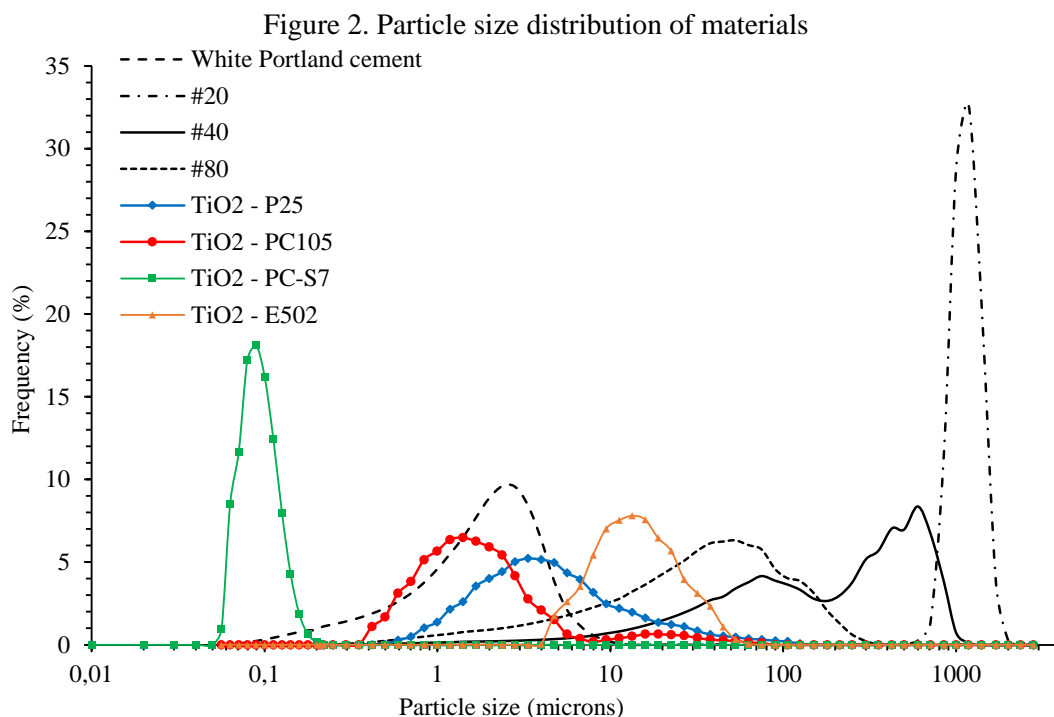 Figure 2. Particle size distribution of materials
White Portland cement
#20
#40
#80
TiO2 - P25
TiO2 - PC105
TiO2 - PC-S7
TiO2 - E502
Frequency (%)
35
30
25
20
15
10
5
0
0,01 0,1 1 10 100 1000
Particle size (microns)